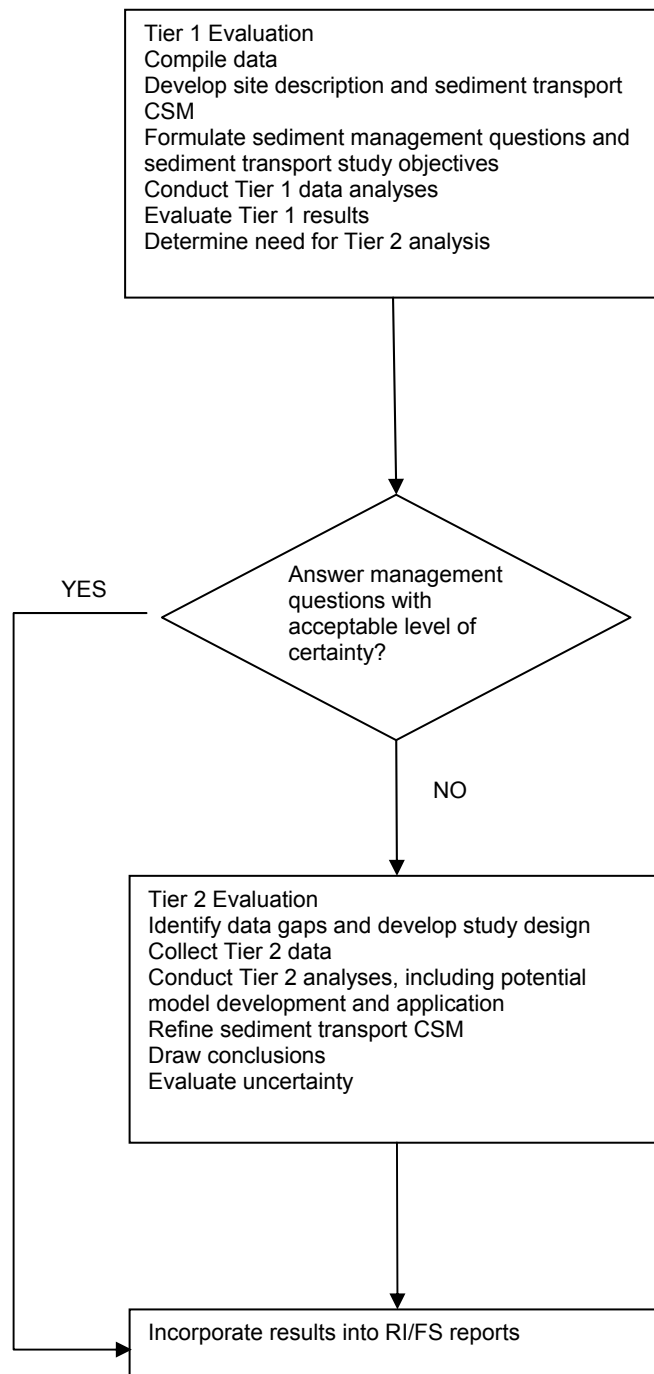 Tier 1 Evaluation
Compile data
Develop site description and sediment transport
CSM
Formulate sediment management questions and
sediment transport study objectives
Conduct Tier 1 data analyses
Evaluate Tier 1 results
Determine need for Tier 2 analysis
Answer management
questions with
acceptable level of
certainty?
YES
NO
Tier 2 Evaluation
Identify data gaps and develop study design
Collect Tier 2 data
Conduct Tier 2 analyses, including potential
model development and application
Refine sediment transport CSM
Draw conclusions
Evaluate uncertainty
Incorporate results into RI/FS reports